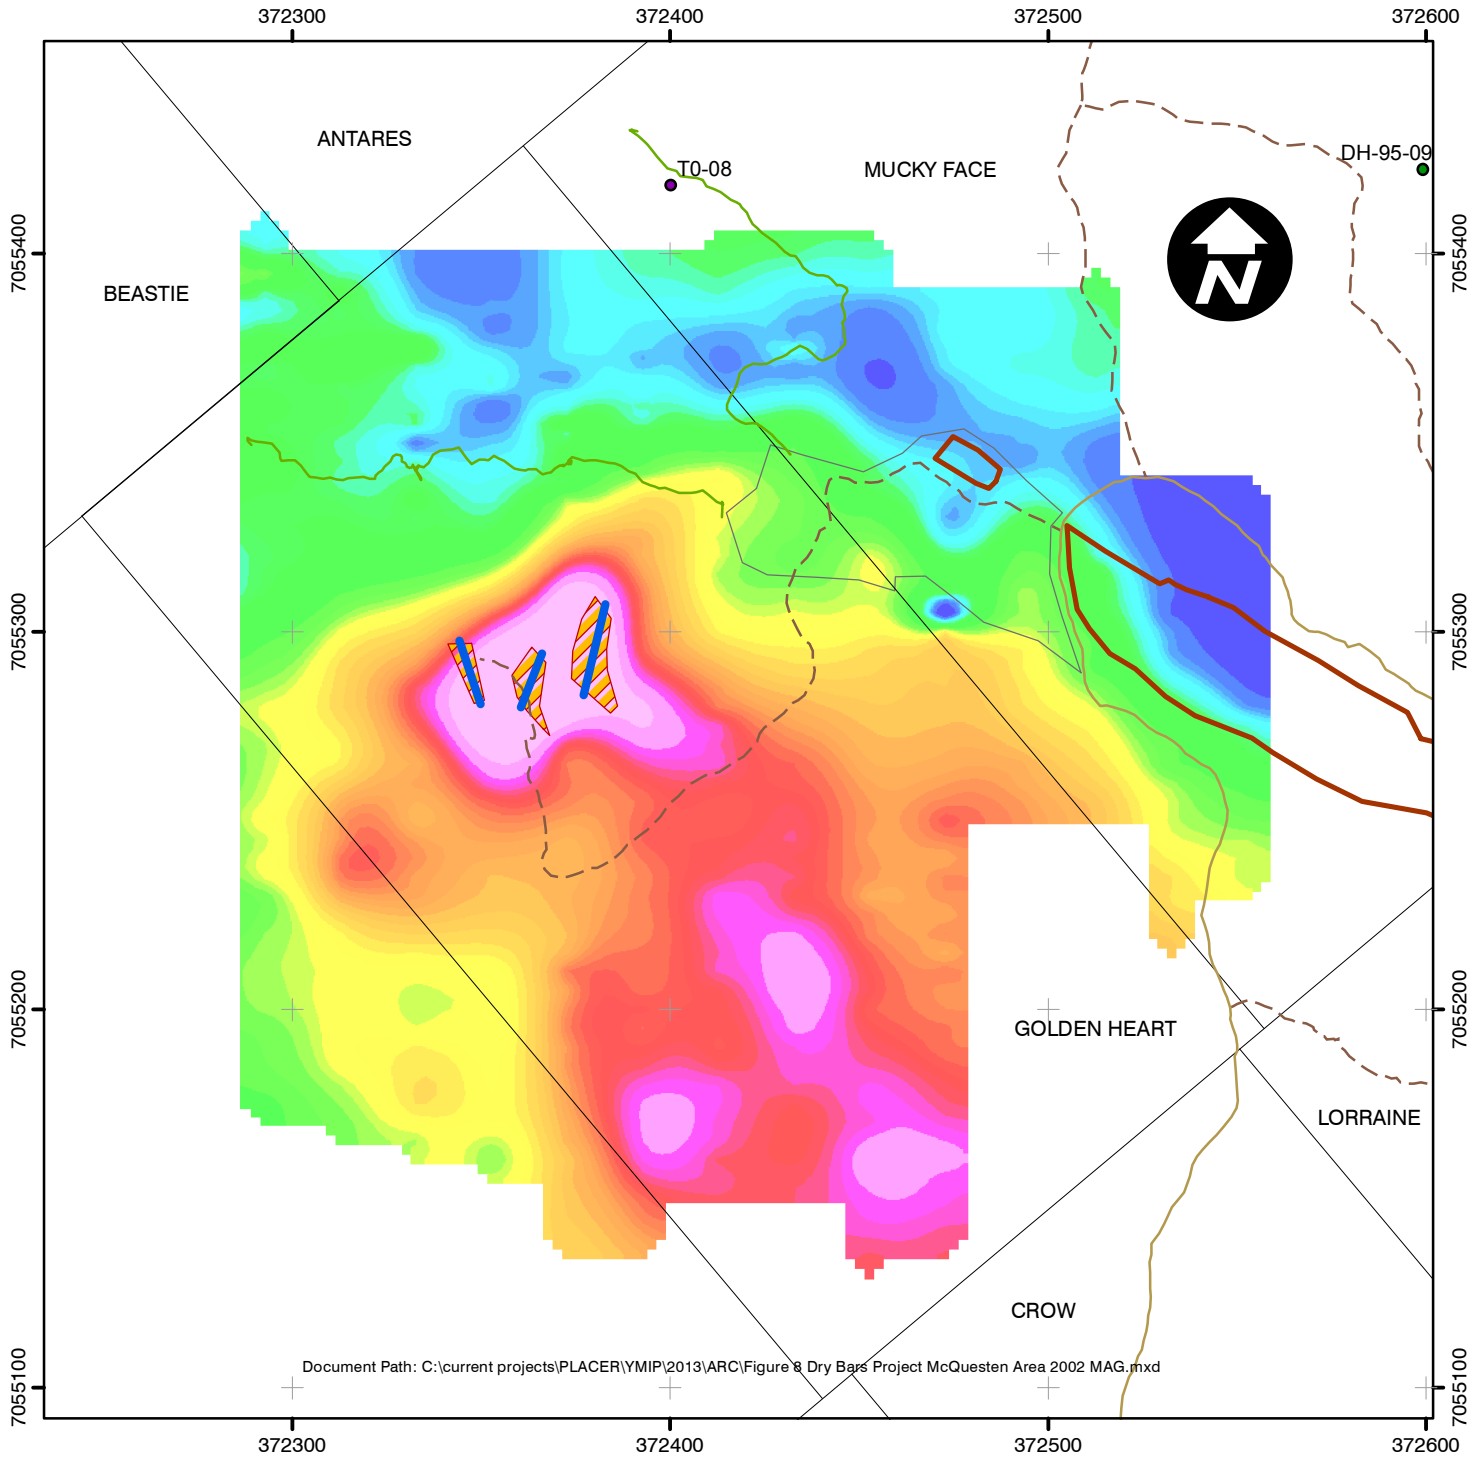 372300 372400 372500 372600
ANTARES
DH-95-09
T0-08
MUCKY FACE
7055400
7055400
BEASTIE
N
7055300
7055300
7055200
7055200
GOLDEN HEART
LORRAINE
CROW
Document Path: C:\current projects\PLACER\YMIP\2013\ARC\Figure 8 Dry Bars Project McQuesten Area 2002 MAG.mxd
7055100
7055100
372300 372400 372500 372600